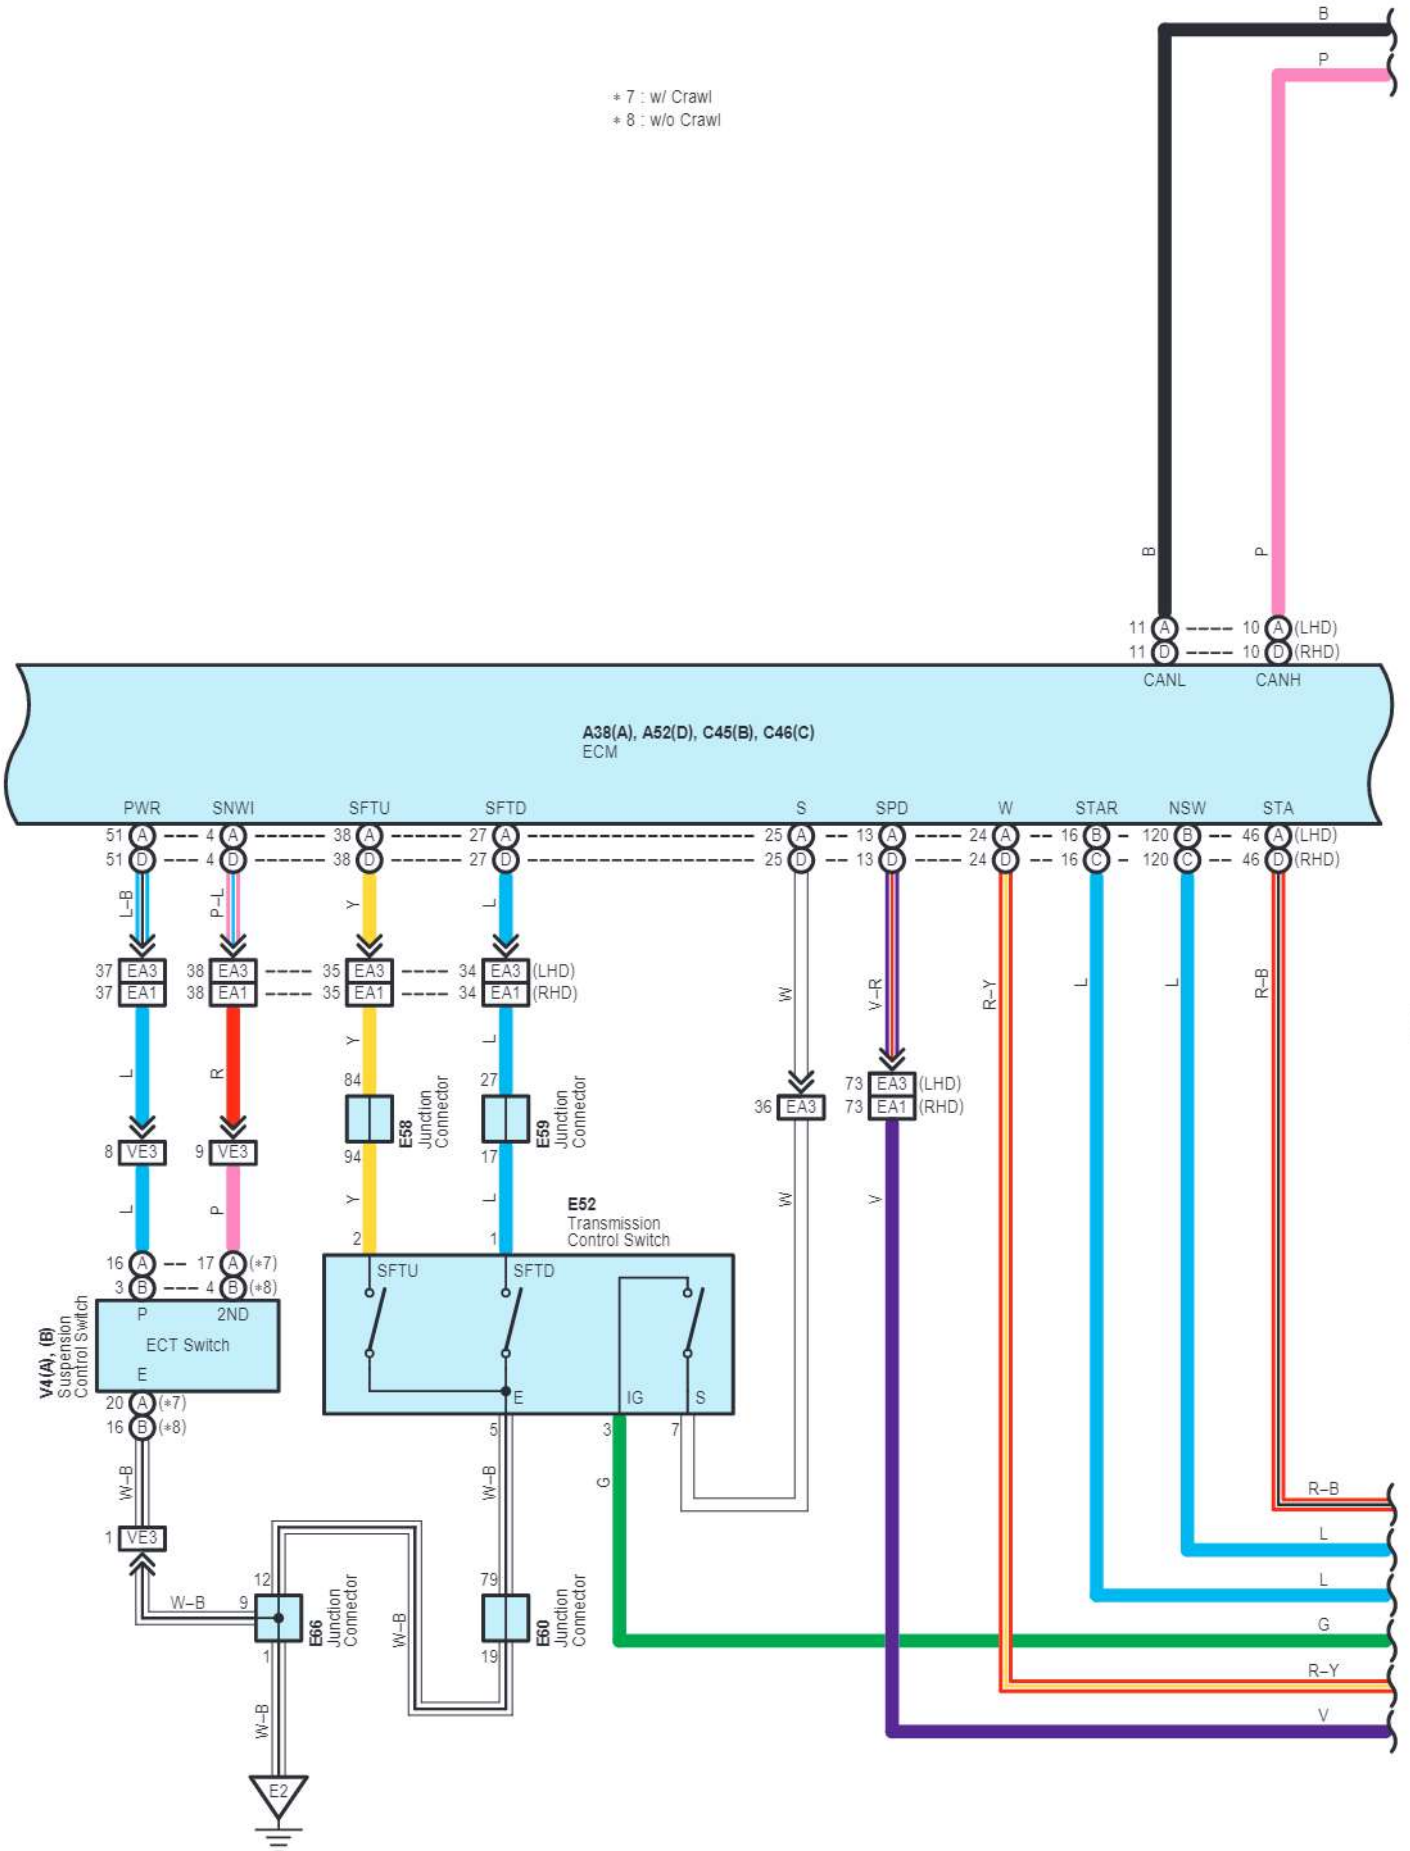 B
P
* 7 : w/ Crawl
* 8 : w/o Crawl
B
P
11 A 10 A (LHD)
11 D 10 D (RHD)
CANL CANH
A38(A), A52(D), C45(B), C46(C)
ECM
PWR SNWI SFTU SFTD S SPD W STAR NSW STA
51 A 4 A 38 A 27 A 25 A 13 A 24 A 16 B 120 B 46 A (LHD)
51 D 4 D 38 D 27 D 25 D 13 D 24 D 16 C 120 C 46 D (RHD)
L–B P–L Y L
W V–R R–Y L L R–B
37 EA3 38 EA3 35 EA3 34 EA3 (LHD)
37 EA1 38 EA1 35 EA1 34 EA1 (RHD)
L R Y L
84 27
E58
Junction
Connector
E59
Junction
Connector
94 17
73 EA3 (LHD)
73 EA1 (RHD)
36 EA3
8 VE3 9 VE3
L P Y L W V
E52
Transmission
Control Switch
2 1
16 A 17 A (*7)
3 B 4 B (*8)
SFTU SFTD
P 2ND
ECT Switch
E
V4(A), (B)
Suspension
Control Switch
E IG S
20 A (*7)
16 B (*8)
5 3 7
W–B W–B G
R–B
1 VE3
L
12 79
L
W–B 9
E66
Junction
Connector
W–B
E60
Junction
Connector
G
1 19
R–Y
W–B
V
E2